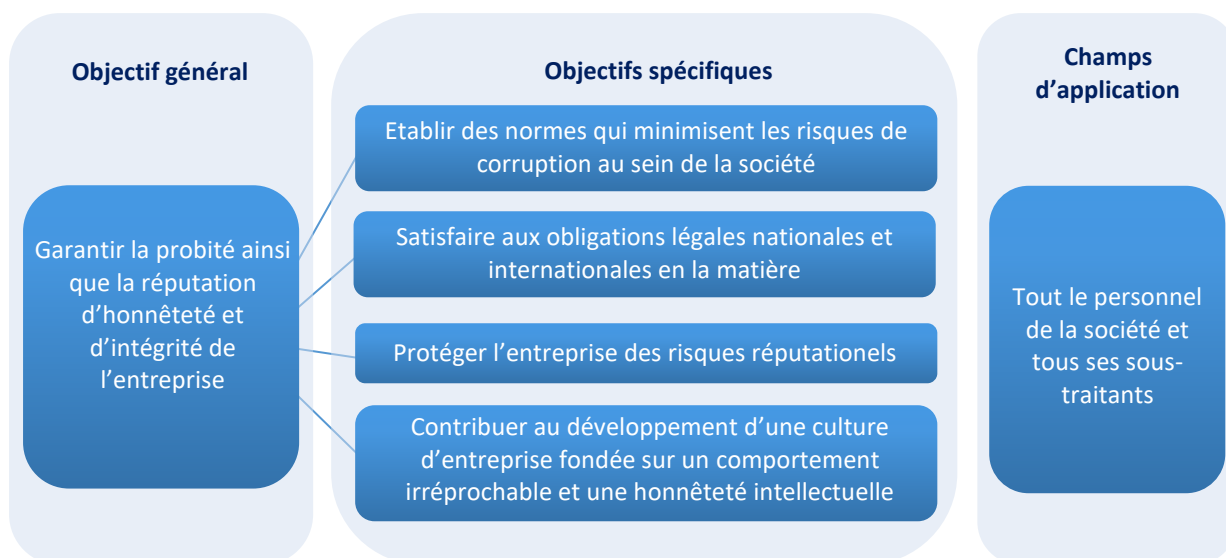 Objectif général
Garantir la probité ainsi
que la réputation
d’honnêteté et
d’intégrité de
l’entreprise
Objectifs spécifiques
Etablir des normes qui minimisent les risques de
corruption au sein de la société
Satisfaire aux obligations légales nationales et
internationales en la matière
Protéger l’entreprise des risques réputationels
Contribuer au développement d’une culture
d’entreprise fondée sur un comportement
irréprochable et une honnêteté intellectuelle
Champs
d’application
Tout le personnel
de la société et
tous ses sous-
traitants